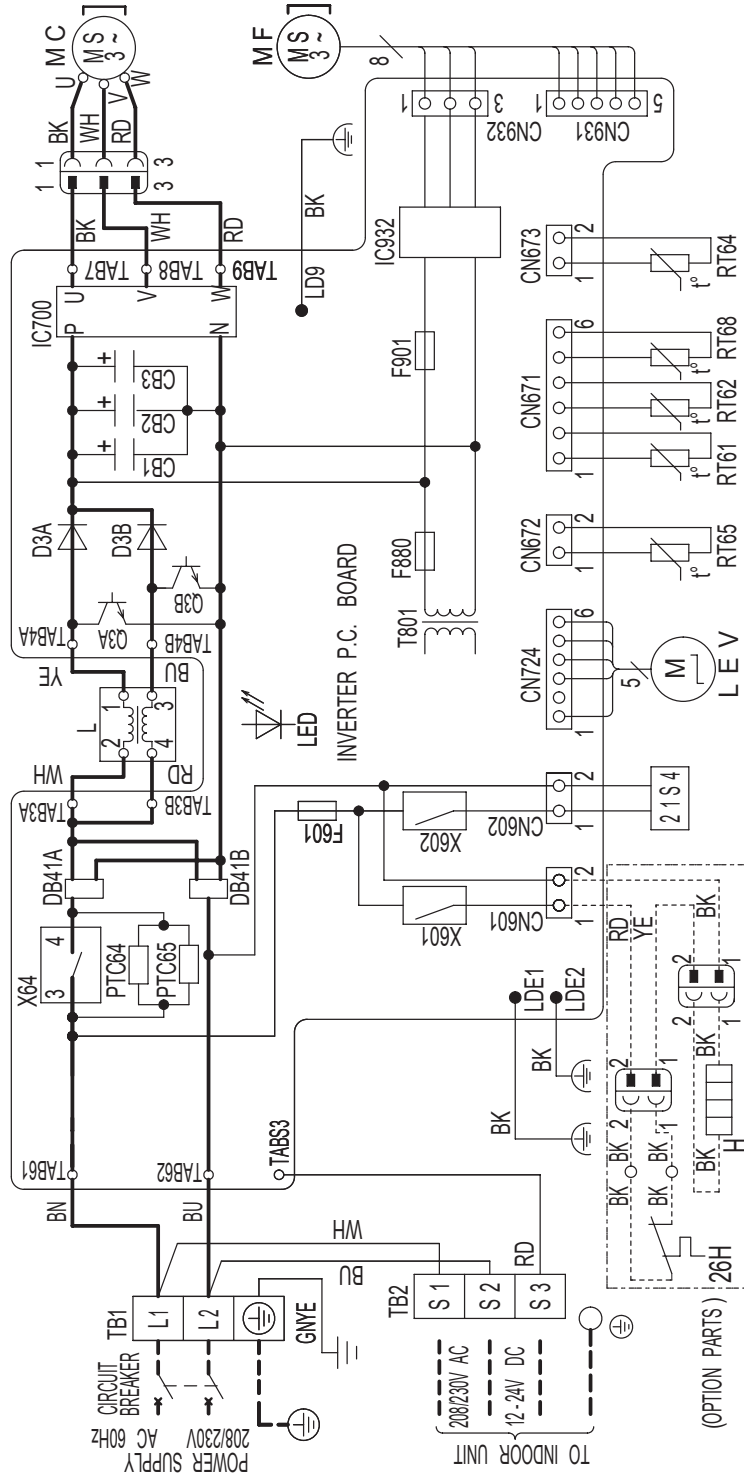 POWER SUPPLY
208/230V AC 60Hz
CIRCUIT
BREAKER
TB1
L1
L2
GNYE
BN
BU
TAB61
TAB62
TABS3
WH
BU
RD
TB2
S 1
S 2
S 3
TO INDOOR UNIT
208/230V AC
12-24V DC
X64
3
4
PTC64
PTC65
DB41A
DB41B
TAB3A
TAB3B
WH
RD
L
2
1
4
3
YE
BU
TAB4A
TAB4B
Q3A
Q3B
D3A
D3B
CB1
CB2
CB3
+
+
+
IC700
P
N
U
V
W
TAB7
TAB8
TAB9
BK
WH
RD
1
1
3
3
BK
WH
RD
U
V
W
M C
MS
3~
M F
MS
3~
8
LED
INVERTER P.C. BOARD
LD9
BK
T801
F880
F901
IC932
1
3
CN932
1
5
CN931
F601
X601
X602
CN601
1
2
CN602
1
2
21S4
CN724
1
6
5
M
L E V
CN672
1
2
t°
RT65
CN671
1
6
t°
RT61
t°
RT62
t°
RT68
CN673
1
2
t°
RT64
LDE1
LDE2
BK
BK
RD
YE
BK
2
2
1
1
BK
BK
BK
BK
2
2
1
1
BK
BK
H
26H
(OPTION PARTS)